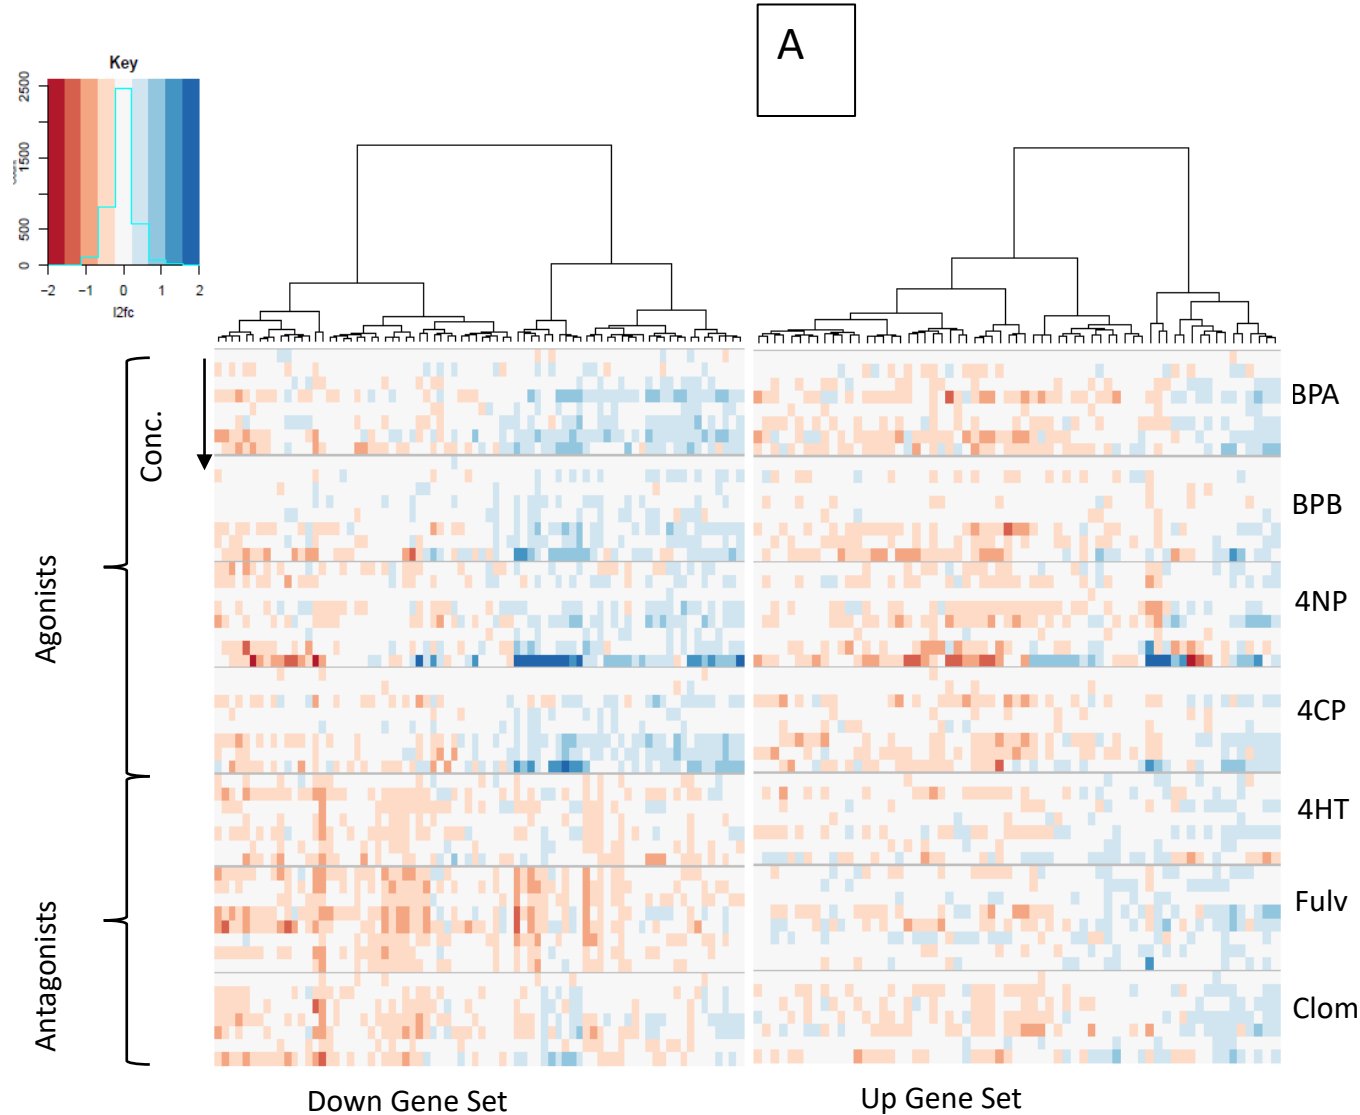 A
Key
2500
1500
500
0
-2 -1 0 1 2
l2fc
Conc.
Agonists
Antagonists
BPA
BPB
4NP
4CP
4HT
Fulv
Clom
Down Gene Set
Up Gene Set